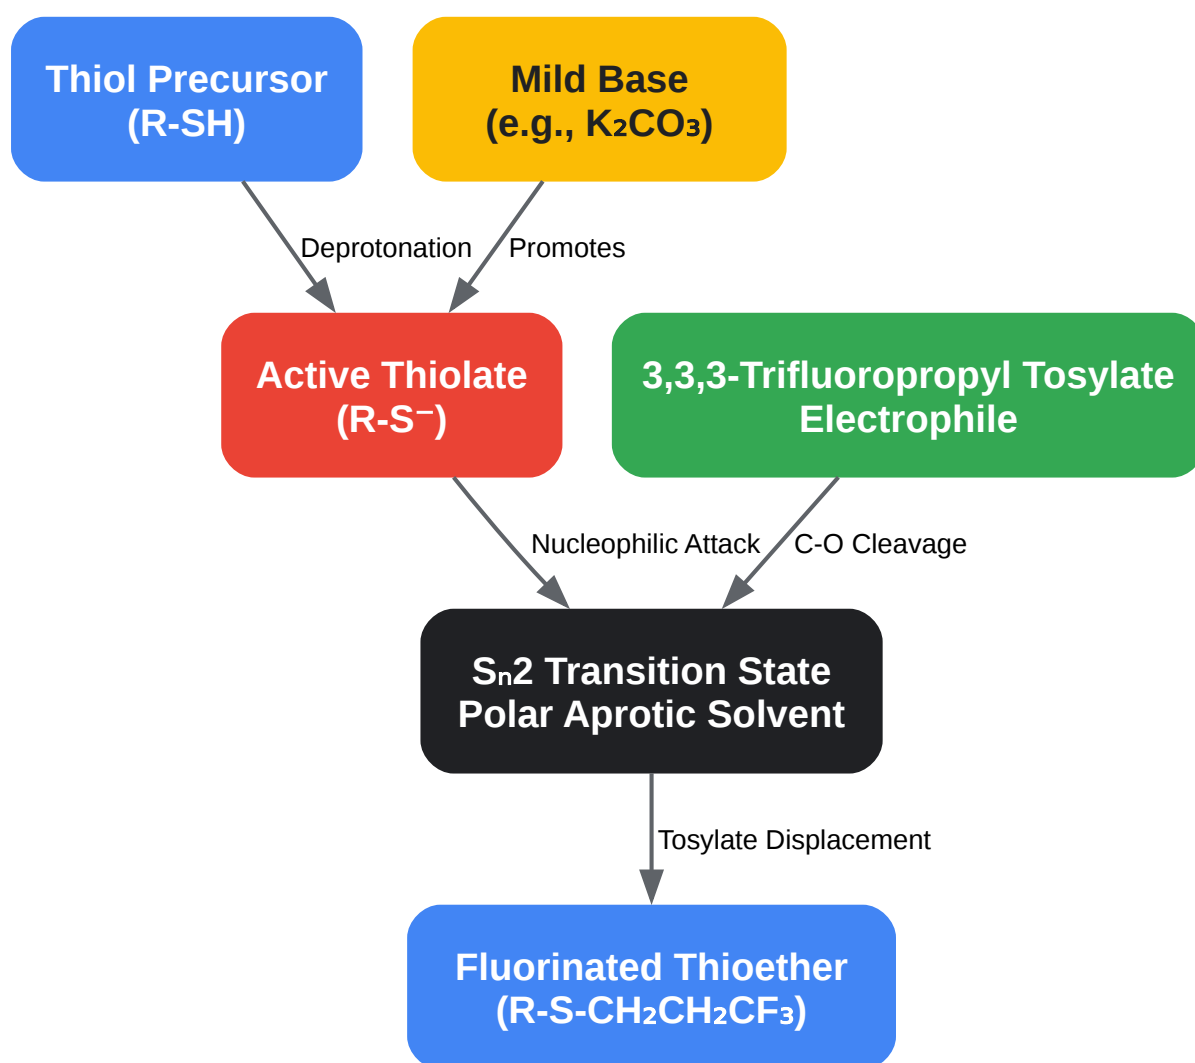 Thiol Precursor
(R-SH)
Mild Base
(e.g., K₂CO₃)
Deprotonation
Promotes
Active Thiolate
(R-S⁻)
3,3,3-Trifluoropropyl Tosylate
Electrophile
Nucleophilic Attack
C-O Cleavage
Sₙ2 Transition State
Polar Aprotic Solvent
Tosylate Displacement
Fluorinated Thioether
(R-S-CH₂CH₂CF₃)